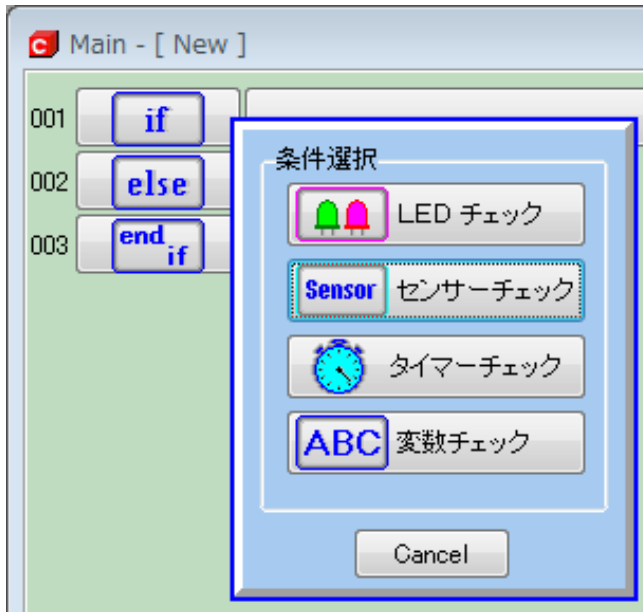 C Main - [ New ]
001 if
002 else
003 end if
条件選択
LED チェック
Sensor センサーチェック
タイマーチェック
ABC 変数チェック
Cancel